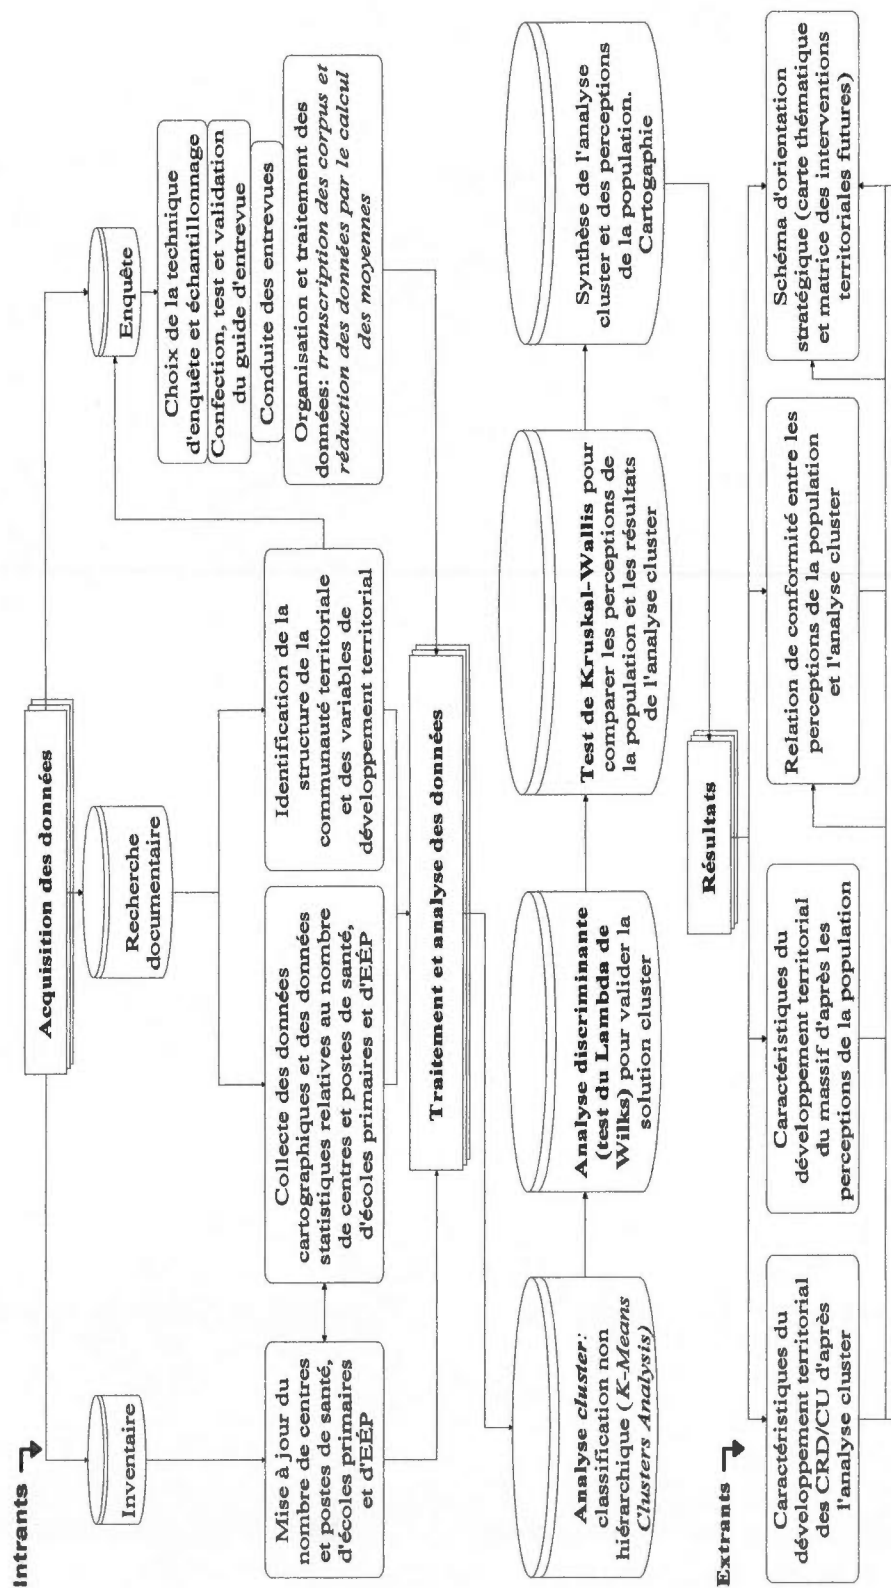 Intrants
Acquisition des données
Inventaire
Recherche
documentaire
Enquête
Mise à jour du
nombre de centres
et postes de santé,
d'écoles primaires
et d'EÉP
Collecte des données
cartographiques et des données
statistiques relatives au nombre
de centres et postes de santé,
d'écoles primaires et d'EÉP
Identification de la
structure de la
communauté territoriale
et des variables de
développement territorial
Choix de la technique
d'enquête et échantillonnage
Confection, test et validation
du guide d'entrevue
Conduite des entrevues
Organisation et traitement des
données: transcription des corpus et
réduction des données par le calcul
des moyennes
Traitement et analyse des données
Analyse cluster:
classification non
hiérarchique (K-Means
Clusters Analysis)
Analyse discriminante
(test du Lambda de
Wilks) pour valider la
solution cluster
Test de Kruskal-Wallis pour
comparer les perceptions de
la population et les résultats
de l'analyse cluster
Synthèse de l'analyse
cluster et des perceptions
de la population.
Cartogaphie
Résultats
Extrants
Caractéristiques du
développement territorial
des CRD/CU d'après
l'analyse cluster
Caractéristiques du
développement territorial
du massif d'après les
perceptions de la population
Relation de conformité entre les
perceptions de la population
et l'analyse cluster
Schéma d'orientation
stratégique (carte thématique
et matrice des interventions
territoriales futures)